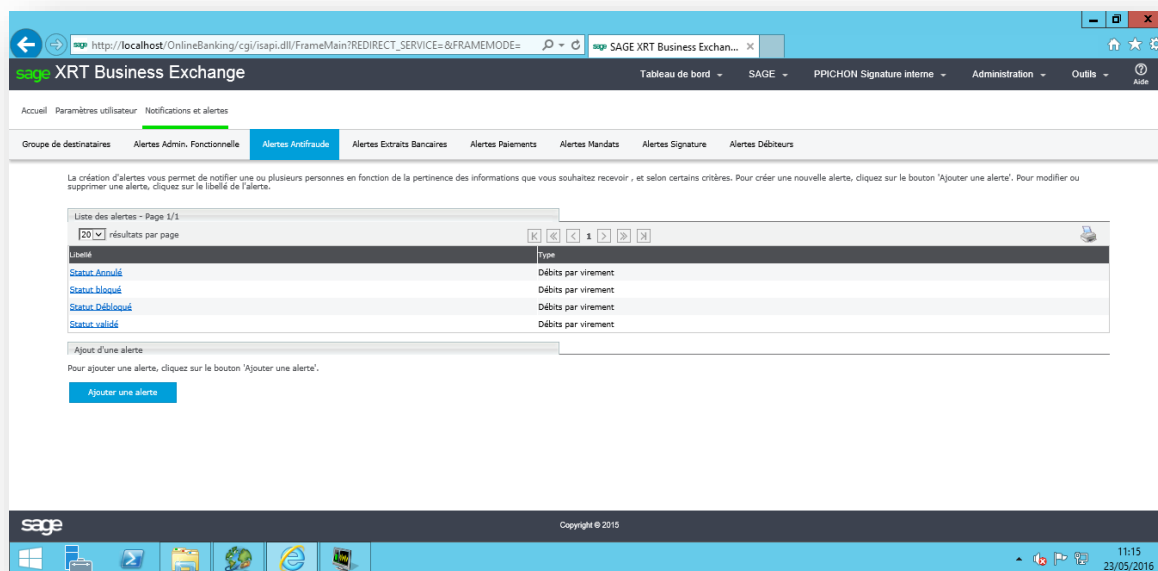 http://localhost/OnlineBanking/cgi/isapi.dll/FrameMain?REDIRECT_SERVICE=&FRAMEMODE=
sage SAGE XRT Business Exchan...
sage XRT Business Exchange
Tableau de bord SAGE PPICHON Signature interne Administration Outils Aide
Accueil Paramètres utilisateur Notifications et alertes
Groupe de destinataires Alertes Admin. Fonctionnelle Alertes Antifraude Alertes Extraits Bancaires Alertes Paiements Alertes Mandats Alertes Signature Alertes Débiteurs
La création d'alertes vous permet de notifier une ou plusieurs personnes en fonction de la pertinence des informations que vous souhaitez recevoir , et selon certains critères. Pour créer une nouvelle alerte, cliquez sur le bouton 'Ajouter une alerte'. Pour modifier ou
supprimer une alerte, cliquez sur le libellé de l'alerte.
Liste des alertes - Page 1/1
20 résultats par page 1
Libellé Type
Statut Annulé Débits par virement
Statut bloqué Débits par virement
Statut Débloqué Débits par virement
Statut validé Débits par virement
Ajout d'une alerte
Pour ajouter une alerte, cliquez sur le bouton 'Ajouter une alerte'.
Ajouter une alerte
sage Copyright © 2015
11:15
23/05/2016